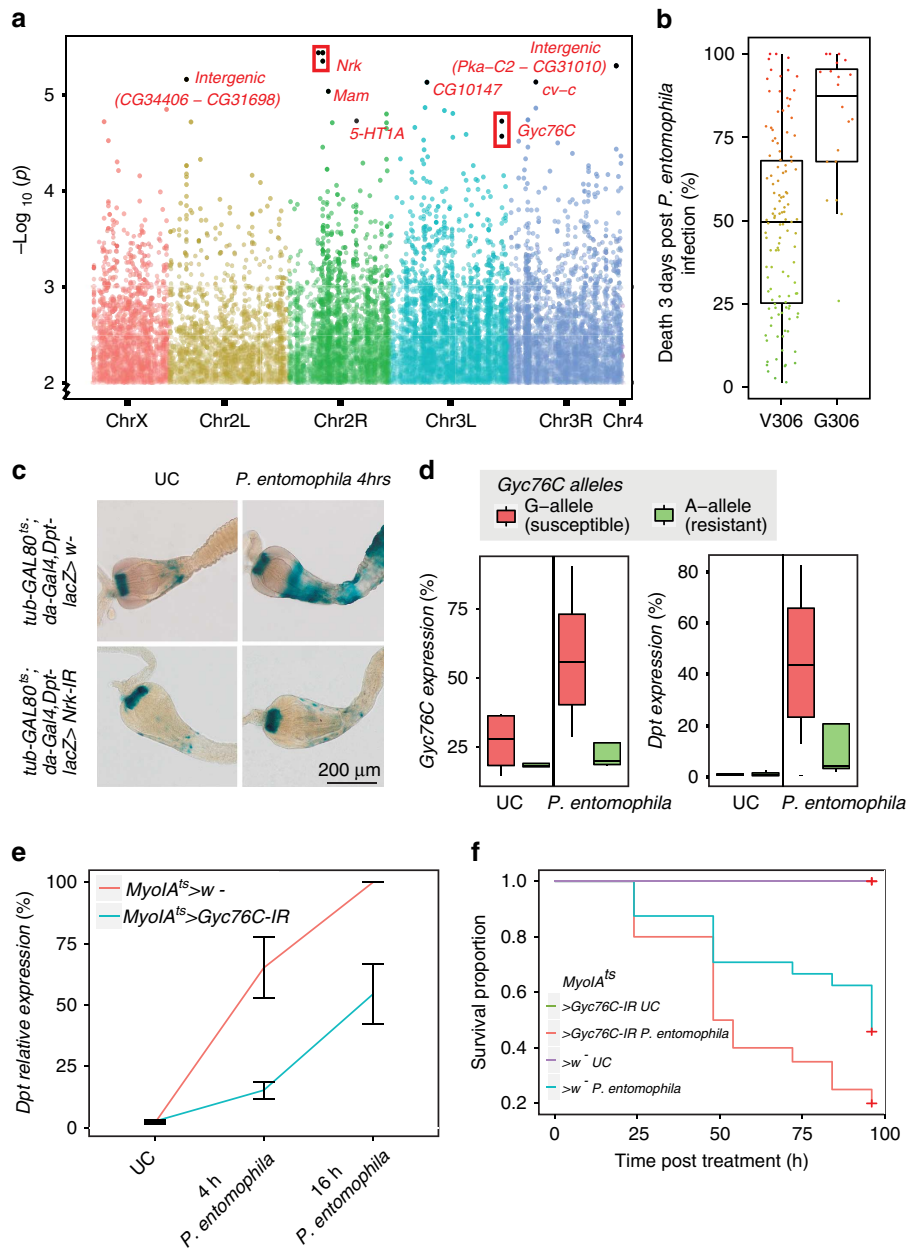 a
−Log 10 (p)
5
4
3
2
Intergenic
(CG34406 − CG31698)
Nrk
Mam
5-HT1A
Intergenic
(Pka−C2 − CG31010)
CG10147
cv−c
Gyc76C
ChrX
Chr2L
Chr2R
Chr3L
Chr3R
Chr4
b
Death 3 days post P. entomophila
infection (%)
100
75
50
25
0
V306
G306
c
UC
P. entomophila 4hrs
tub-GAL80ts;
da-Gal4,Dpt-
lacZ> w-
tub-GAL80ts;
da-Gal4,Dpt-
lacZ> Nrk-IR
200 µm
d
Gyc76C alleles
G−allele
(susceptible)
A−allele
(resistant)
Gyc76C expression (%)
75
50
25
UC
P. entomophila
Dpt expression (%)
80
60
40
20
0
UC
P. entomophila
e
Dpt relative expression (%)
100
75
50
25
0
MyoIAts>w -
MyoIAts>Gyc76C-IR
UC
4 h
P. entomophila
16 h
P. entomophila
f
Survival proportion
1.0
0.8
0.6
0.4
0.2
MyoIAts
>Gyc76C-IR UC
>Gyc76C-IR P. entomophila
>w- UC
>w- P. entomophila
0
25
50
75
100
Time post treatment (h)